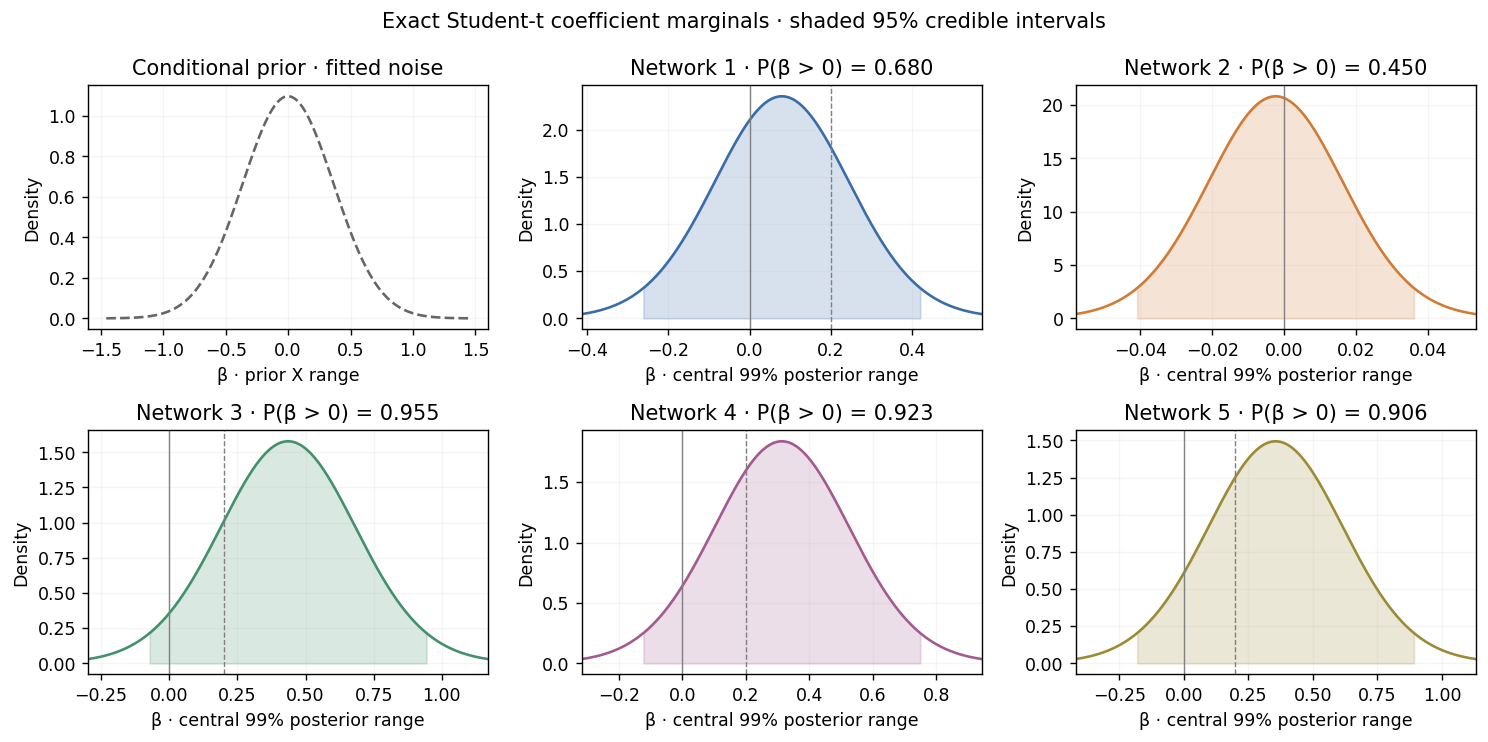 Exact Student-t coefficient marginals · shaded 95% credible intervals
Conditional prior · fitted noise
Density
1.0
0.8
0.6
0.4
0.2
0.0
−1.5 −1.0 −0.5 0.0 0.5 1.0 1.5
β · prior X range
Network 1 · P(β > 0) = 0.680
Density
2.0
1.5
1.0
0.5
0.0
−0.4 −0.2 0.0 0.2 0.4
β · central 99% posterior range
Network 2 · P(β > 0) = 0.450
Density
20
15
10
5
0
−0.04 −0.02 0.00 0.02 0.04
β · central 99% posterior range
Network 3 · P(β > 0) = 0.955
Density
1.50
1.25
1.00
0.75
0.50
0.25
0.00
−0.25 0.00 0.25 0.50 0.75 1.00
β · central 99% posterior range
Network 4 · P(β > 0) = 0.923
Density
1.5
1.0
0.5
0.0
−0.2 0.0 0.2 0.4 0.6 0.8
β · central 99% posterior range
Network 5 · P(β > 0) = 0.906
Density
1.50
1.25
1.00
0.75
0.50
0.25
0.00
−0.25 0.00 0.25 0.50 0.75 1.00
β · central 99% posterior range